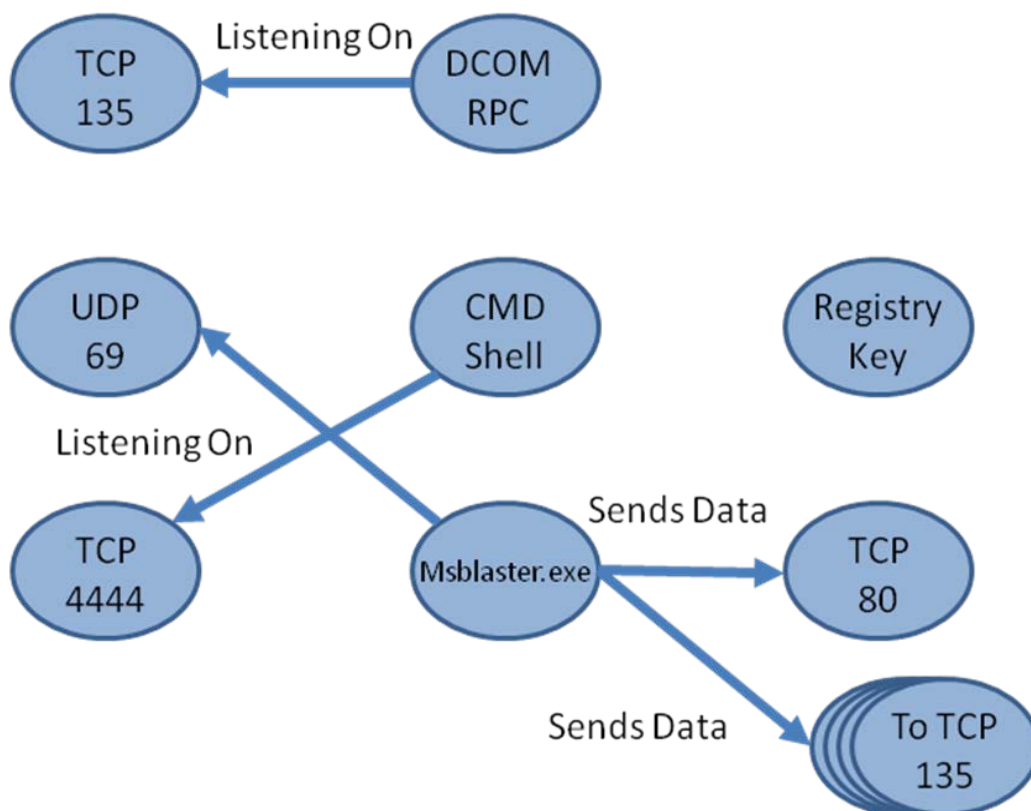 Listening On
TCP
135
DCOM
RPC
UDP
69
CMD
Shell
Registry
Key
Listening On
TCP
4444
Msblaster.exe
Sends Data
TCP
80
Sends Data
To TCP
135